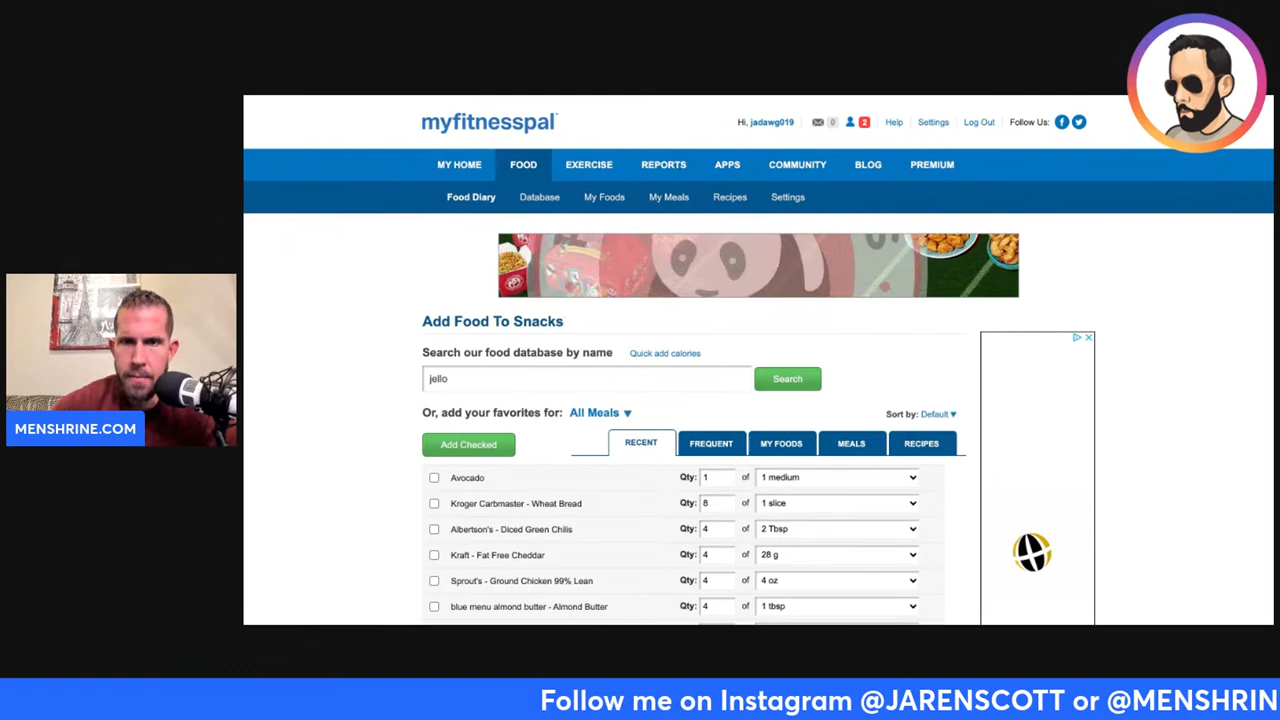 myfitnesspal
Hi, jadawg019 0 2 Help Settings Log Out Follow Us:
MY HOME FOOD EXERCISE REPORTS APPS COMMUNITY BLOG PREMIUM
Food Diary Database My Foods My Meals Recipes Settings
Add Food To Snacks
Search our food database by name Quick add calories
jello Search
Or, add your favorites for: All Meals ▼ Sort by: Default ▼
Add Checked RECENT FREQUENT MY FOODS MEALS RECIPES
Avocado Qty: 1 of 1 medium
Kroger Carbmaster - Wheat Bread Qty: 8 of 1 slice
Albertson's - Diced Green Chilis Qty: 4 of 2 Tbsp
Kraft - Fat Free Cheddar Qty: 4 of 28 g
Sprout's - Ground Chicken 99% Lean Qty: 4 of 4 oz
blue menu almond butter - Almond Butter Qty: 4 of 1 tbsp
MENSHRINE.COM
Follow me on Instagram @JARENSCOTT or @MENSHRIN